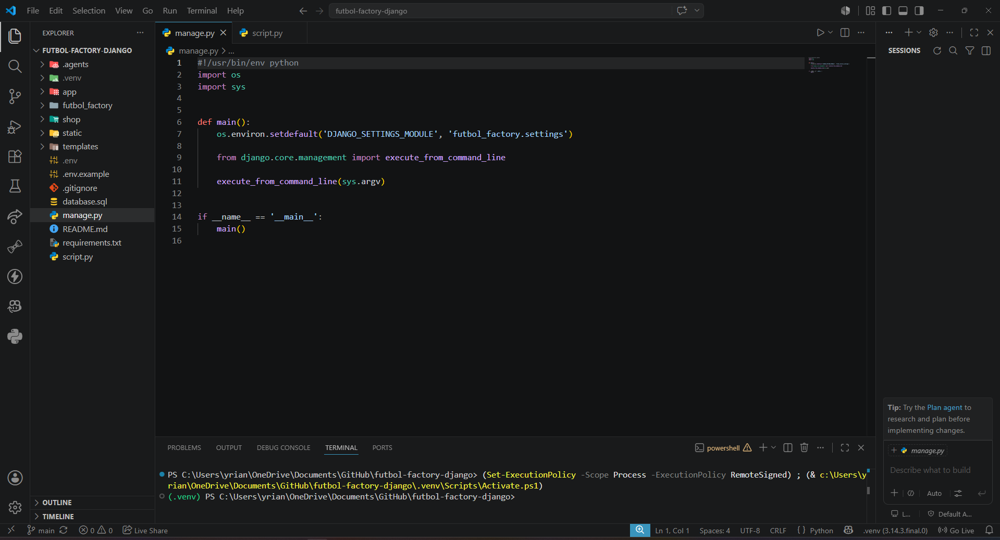 File Edit Selection View Go Run Terminal Help
futbol-factory-django
EXPLORER
FUTBOL-FACTORY-DJANGO
.agents
.venv
app
futbol_factory
shop
static
templates
.env
.env.example
.gitignore
database.sql
manage.py
README.md
requirements.txt
script.py
OUTLINE
TIMELINE
manage.py
script.py
manage.py > ...
1 #!/usr/bin/env python
2 import os
3 import sys
4
5
6 def main():
7 os.environ.setdefault('DJANGO_SETTINGS_MODULE', 'futbol_factory.settings')
8
9 from django.core.management import execute_from_command_line
10
11 execute_from_command_line(sys.argv)
12
13
14 if __name__ == '__main__':
15 main()
16
PROBLEMS OUTPUT DEBUG CONSOLE TERMINAL PORTS
powershell
PS C:\Users\yrian\OneDrive\Documents\GitHub\futbol-factory-django> (Set-ExecutionPolicy -Scope Process -ExecutionPolicy RemoteSigned) ; (& c:\Users\y
rian\OneDrive\Documents\GitHub\futbol-factory-django\.venv\Scripts\Activate.ps1)
(.venv) PS C:\Users\yrian\OneDrive\Documents\GitHub\futbol-factory-django>
SESSIONS
Tip: Try the Plan agent to
research and plan before
implementing changes.
manage.py
Describe what to build
Auto
L... Default A...
main 0 0 Live Share
Ln 1, Col 1 Spaces: 4 UTF-8 CRLF { } Python .venv (3.14.3.final.0) Go Live